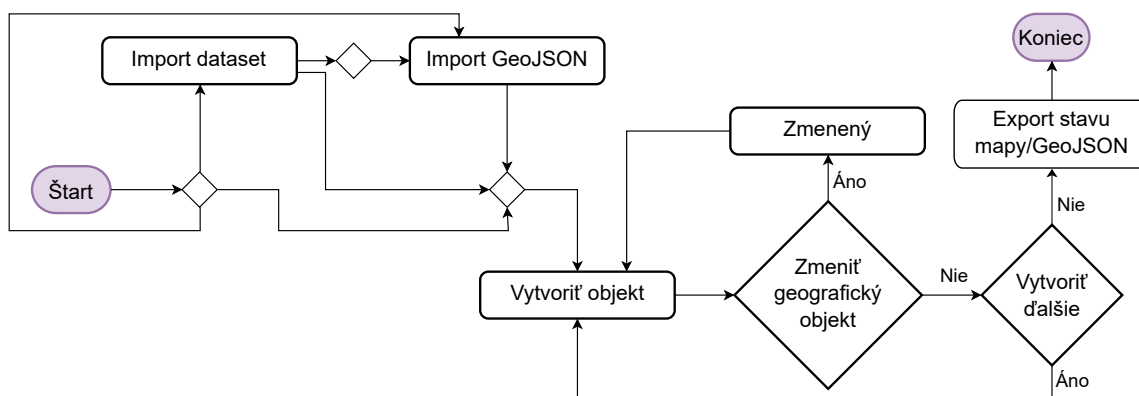 Koniec
Import dataset
Import GeoJSON
Export stavu
mapy/GeoJSON
Zmenený
Štart
Áno
Nie
Zmeniť
geografický
objekt
Vytvoriť objekt
Nie
Vytvoriť
ďalšie
Áno